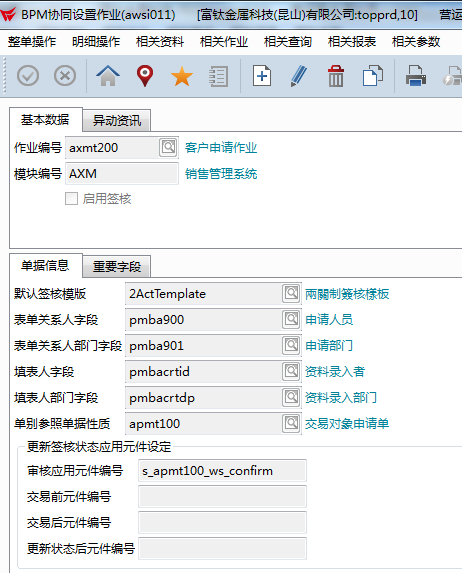 BPM协同设置作业(awsi011) [富钛金属科技(昆山)有限公司:topprd,10] 营运
整单操作 明细操作 相关资料 相关作业 相关查询 相关报表 相关参数
基本数据 异动资讯
作业编号 axmt200 客户申请作业
模块编号 AXM 销售管理系统
启用签核
单据信息 重要字段
默认签核模版 2ActTemplate 兩關制簽核樣板
表单关系人字段 pmba900 申请人员
表单关系人部门字段 pmba901 申请部门
填表人字段 pmbacrtid 资料录入者
填表人部门字段 pmbacrtdp 资料录入部门
单别参照单据性质 apmt100 交易对象申请单
更新签核状态应用元件设定
审核应用元件编号 s_apmt100_ws_confirm
交易前元件编号
交易后元件编号
更新状态后元件编号